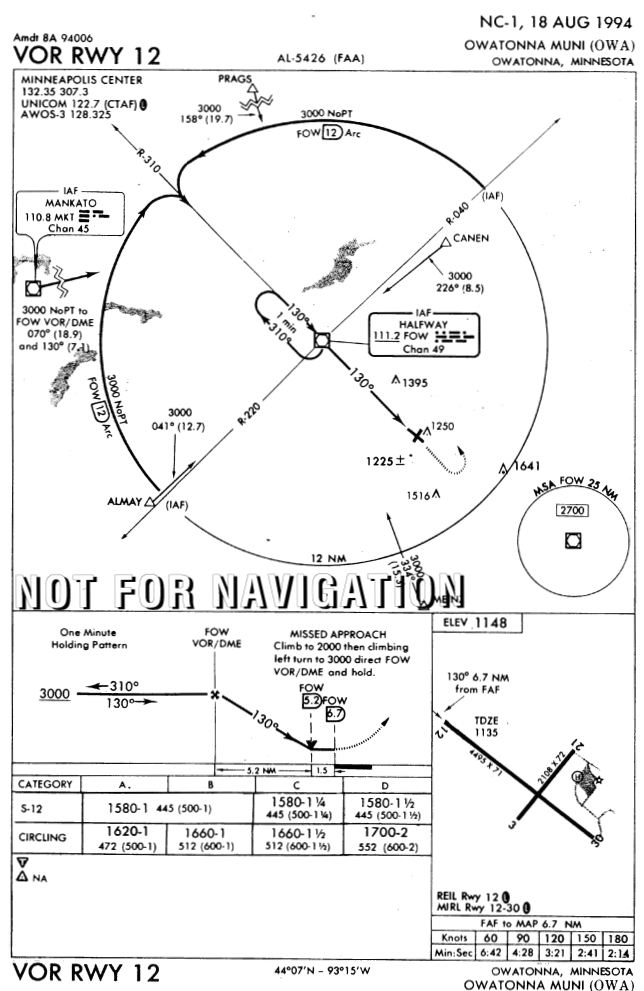 NC-1, 18 AUG 1994
Amdt 8A 94006
VOR RWY 12
AL-5426 (FAA)
OWATONNA MUNI (OWA)
OWATONNA, MINNESOTA
MINNEAPOLIS CENTER
132.35 307.3
UNICOM 122.7 (CTAF) L
AWOS-3 128.325
PRAGS
3000
158° (19.7)
3000 NoPT
FOW 12 Arc
R-310
IAF
MANKATO
110.8 MKT
Chan 45
3000 NoPT to
FOW VOR/DME
070° (18.9)
and 130° (7.1)
(IAF)
R-040
CANEN
3000
226° (8.5)
130°
1 min
310°
IAF
HALFWAY
111.2 FOW
Chan 49
130°
1395
1250
1225±
1641
1516
3000 NoPT
FOW 12 Arc
3000
041° (12.7)
R-220
ALMAY
(IAF)
12 NM
3000
334°
MSA FOW 25 NM
2700
NOT FOR NAVIGATION
One Minute
Holding Pattern
FOW
VOR/DME
MISSED APPROACH
Climb to 2000 then climbing
left turn to 3000 direct FOW
VOR/DME and hold.
3000
310°
130°
130°
FOW
5.2
FOW
6.7
5.2 NM
1.5
ELEV 1148
130° 6.7 NM
from FAF
TDZE
1135
12
4495 X 71
2108 X 72
21
3
30
REIL Rwy 12 L
MIRL Rwy 12-30 L
CATEGORY A. B C D
S-12 1580-1 445 (500-1) 1580-1¼ 445 (500-1¼) 1580-1½ 445 (500-1½)
CIRCLING 1620-1 472 (500-1) 1660-1 512 (600-1) 1660-1½ 512 (600-1½) 1700-2 552 (600-2)
T
A NA
FAF to MAP 6.7 NM
Knots 60 90 120 150 180
Min:Sec 6:42 4:28 3:21 2:41 2:14
VOR RWY 12
44°07'N – 93°15'W
OWATONNA, MINNESOTA
OWATONNA MUNI (OWA)